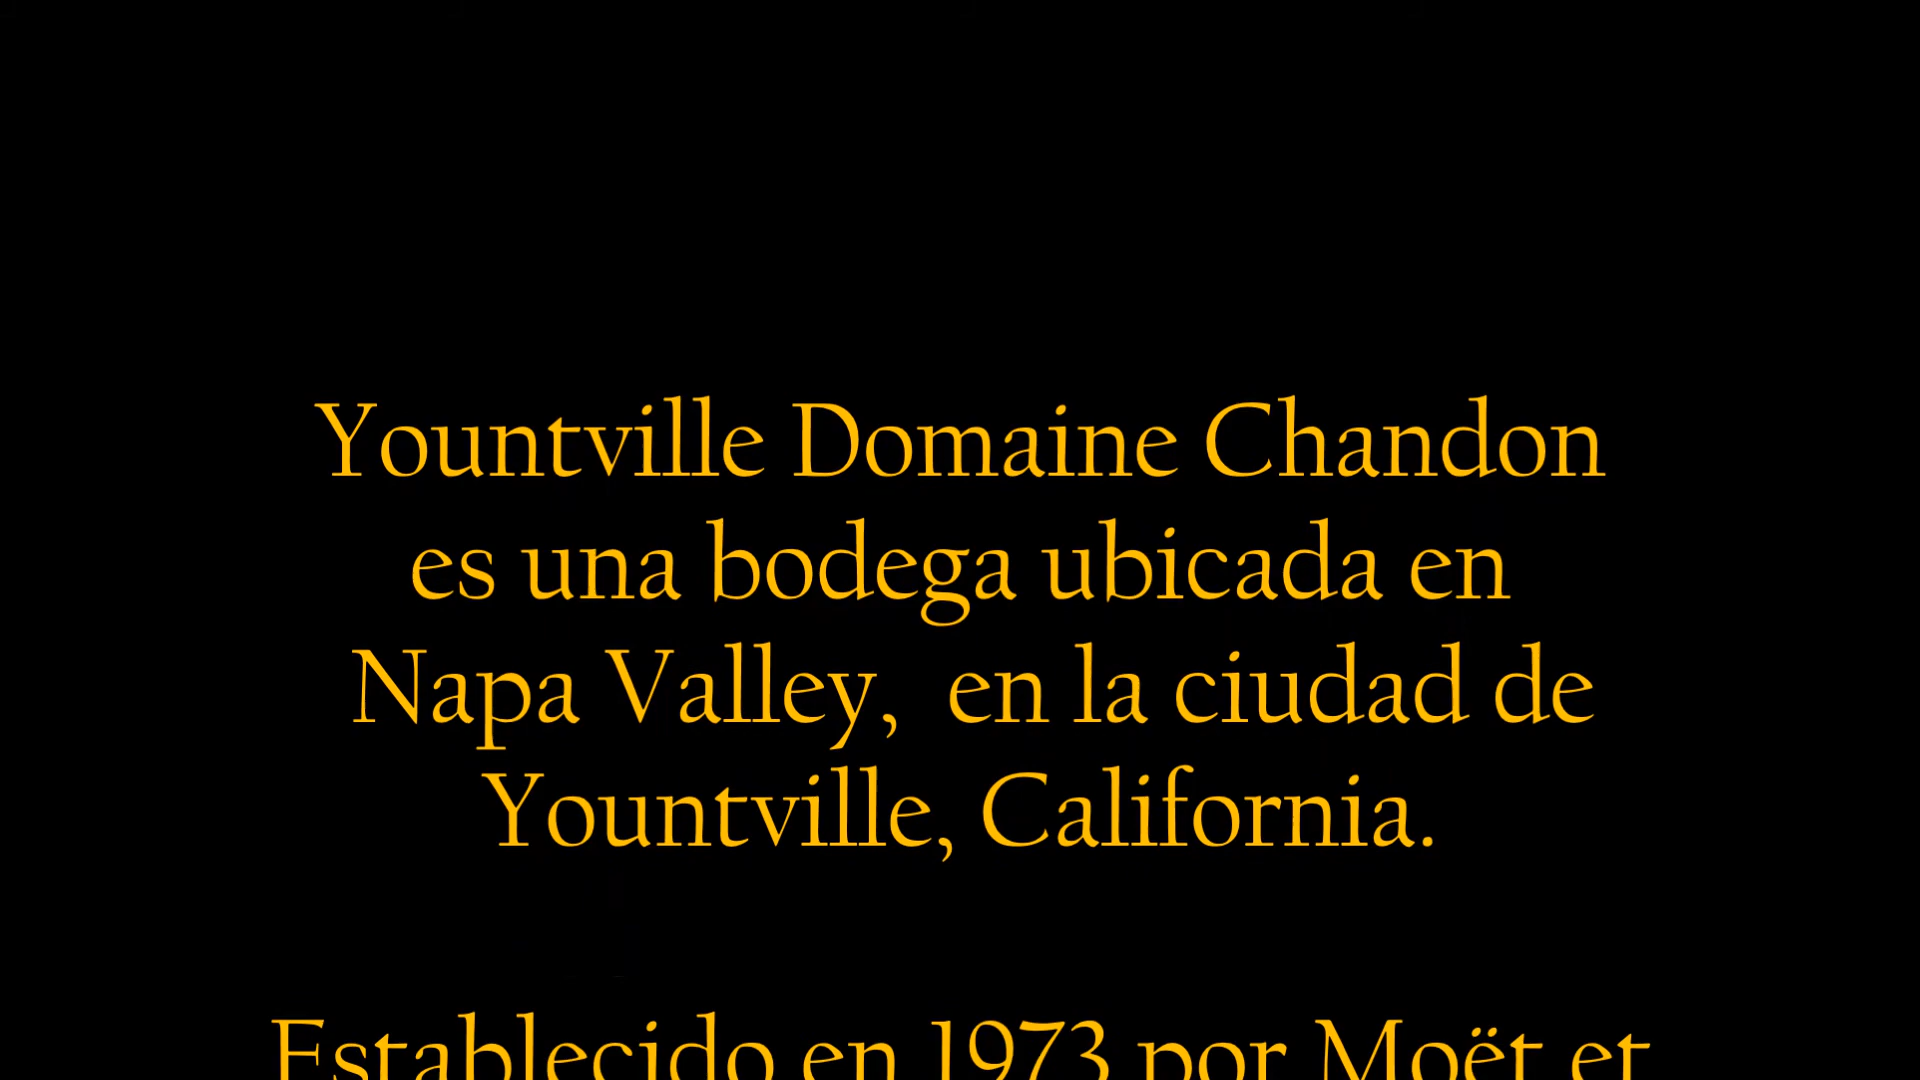 Yountville Domaine Chandon
es una bodega ubicada en
Napa Valley,  en la ciudad de
Yountville, California.
Establecido en 1973 por Moët et